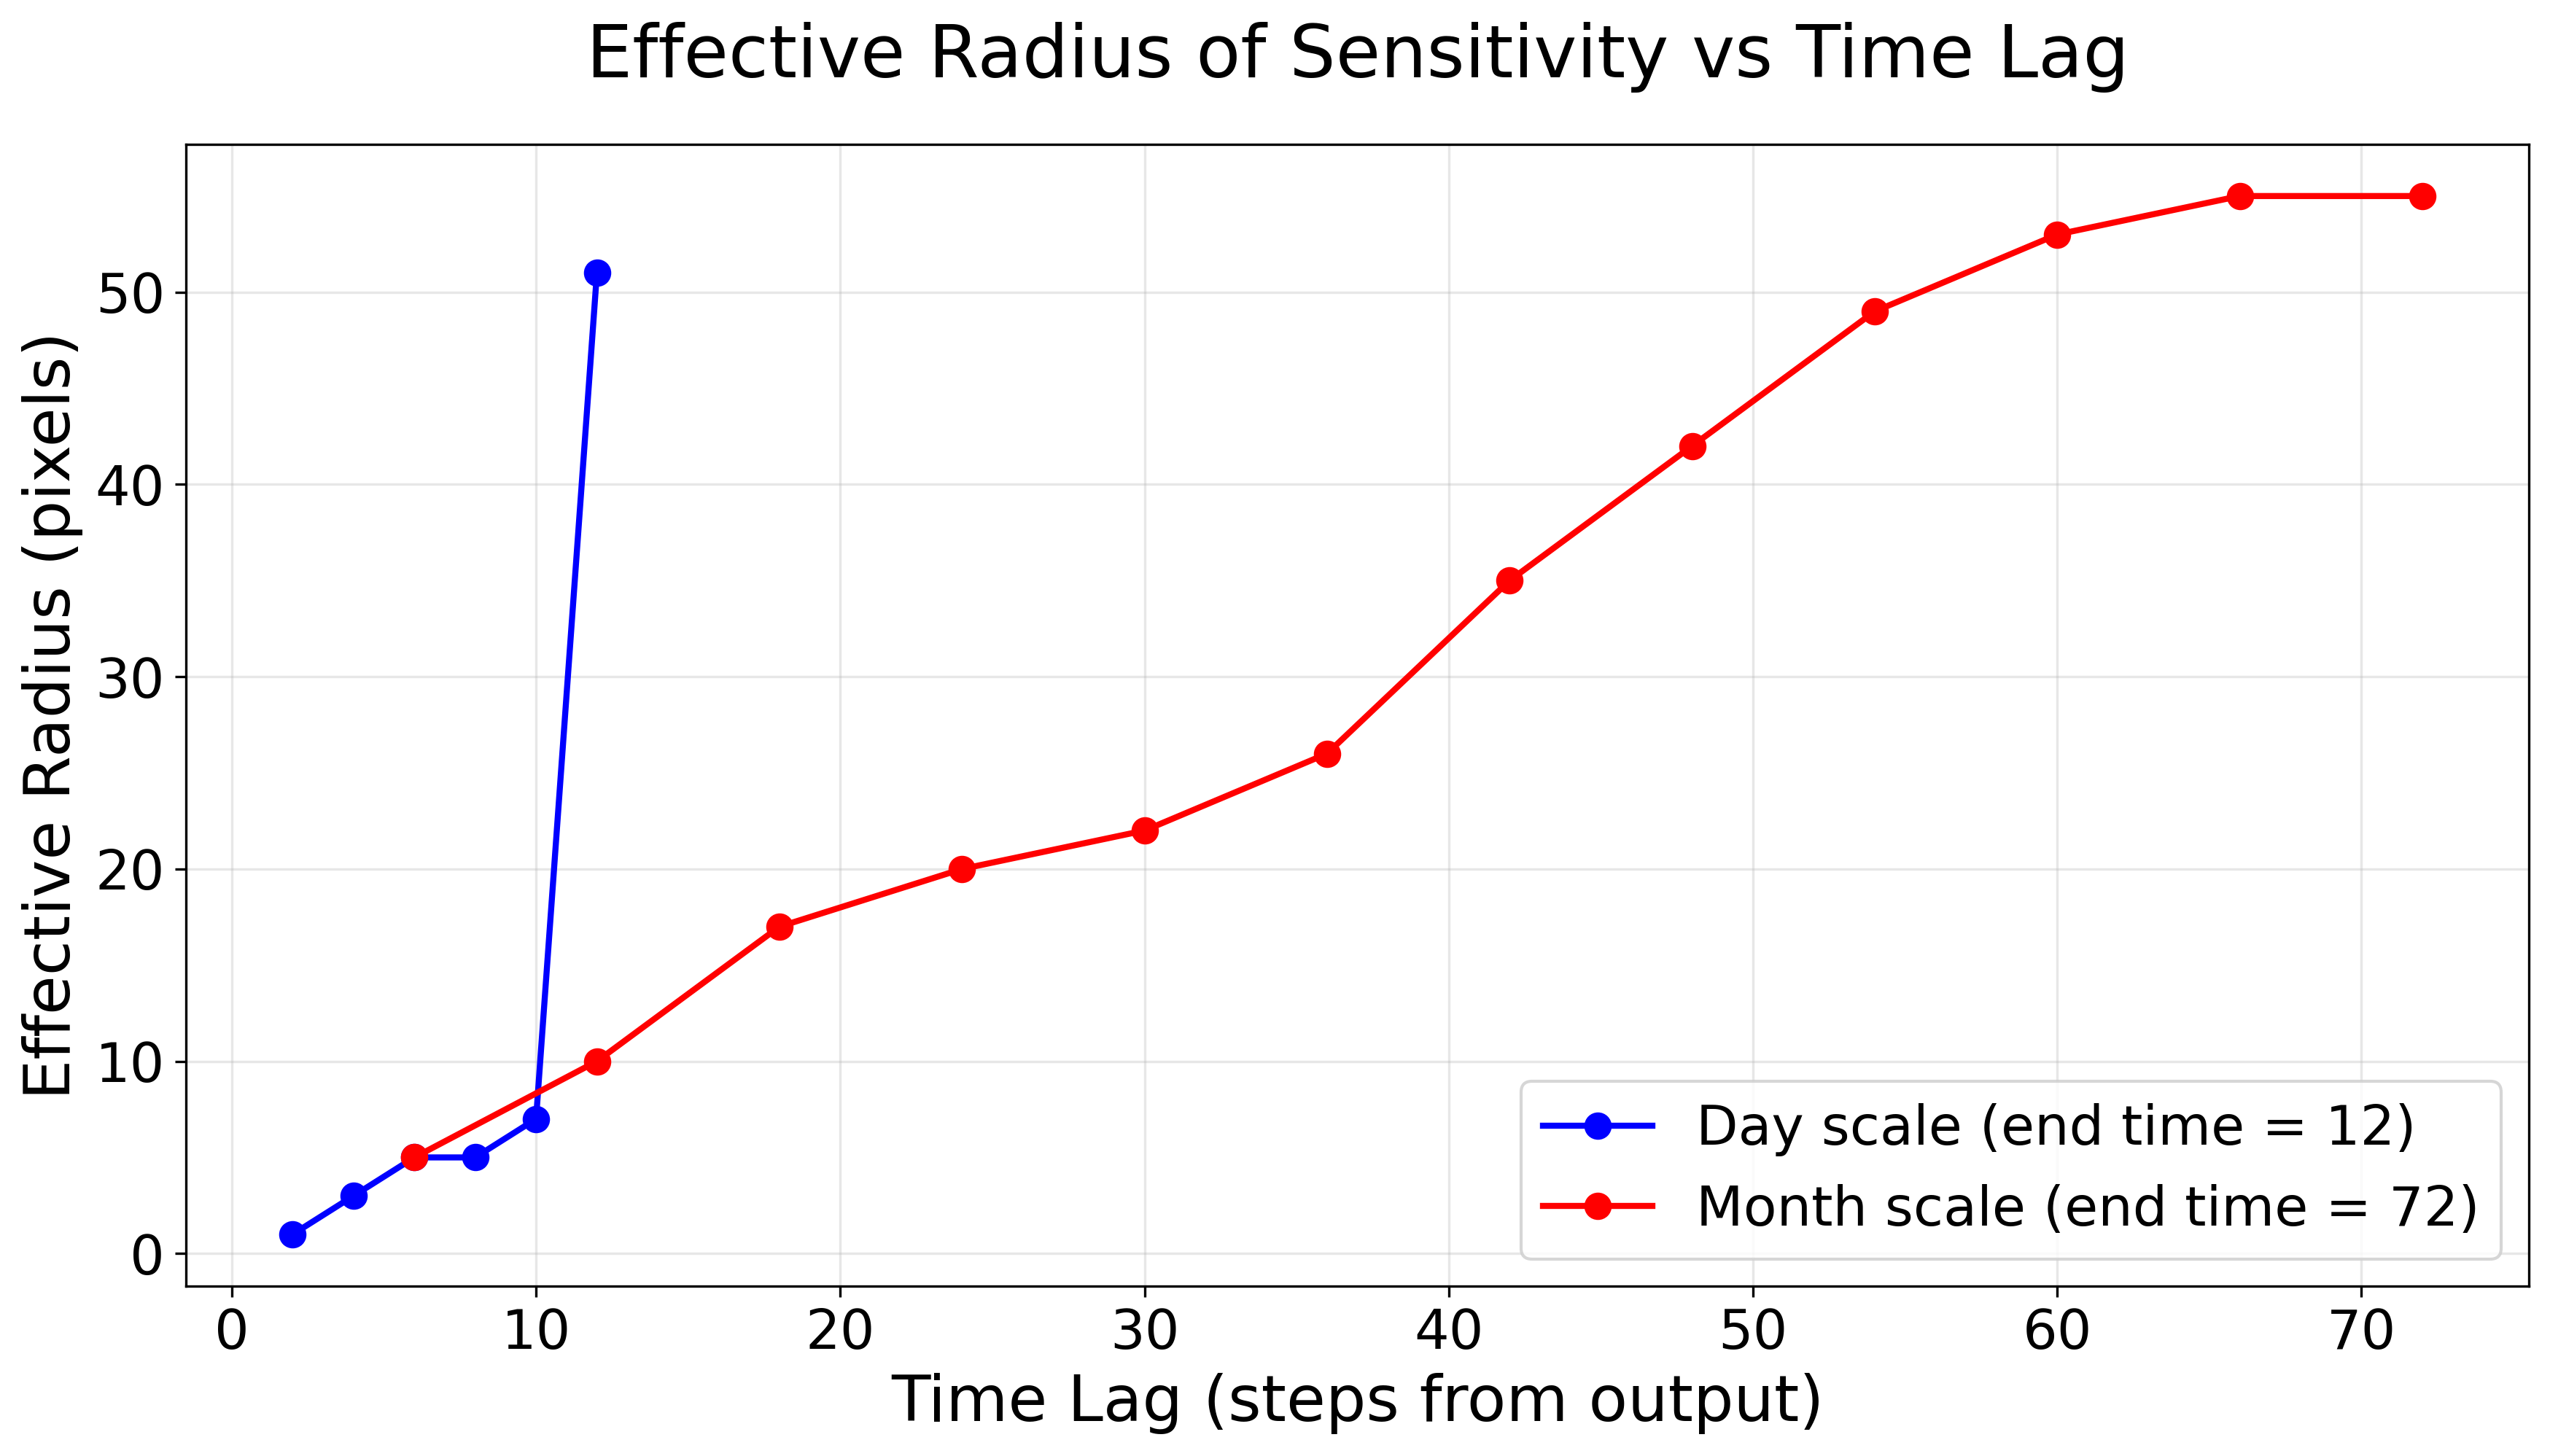 Effective Radius of Sensitivity vs Time Lag
Effective Radius (pixels)
50
40
30
20
10
0
0 10 20 30 40 50 60 70
Time Lag (steps from output)
Day scale (end time = 12)
Month scale (end time = 72)